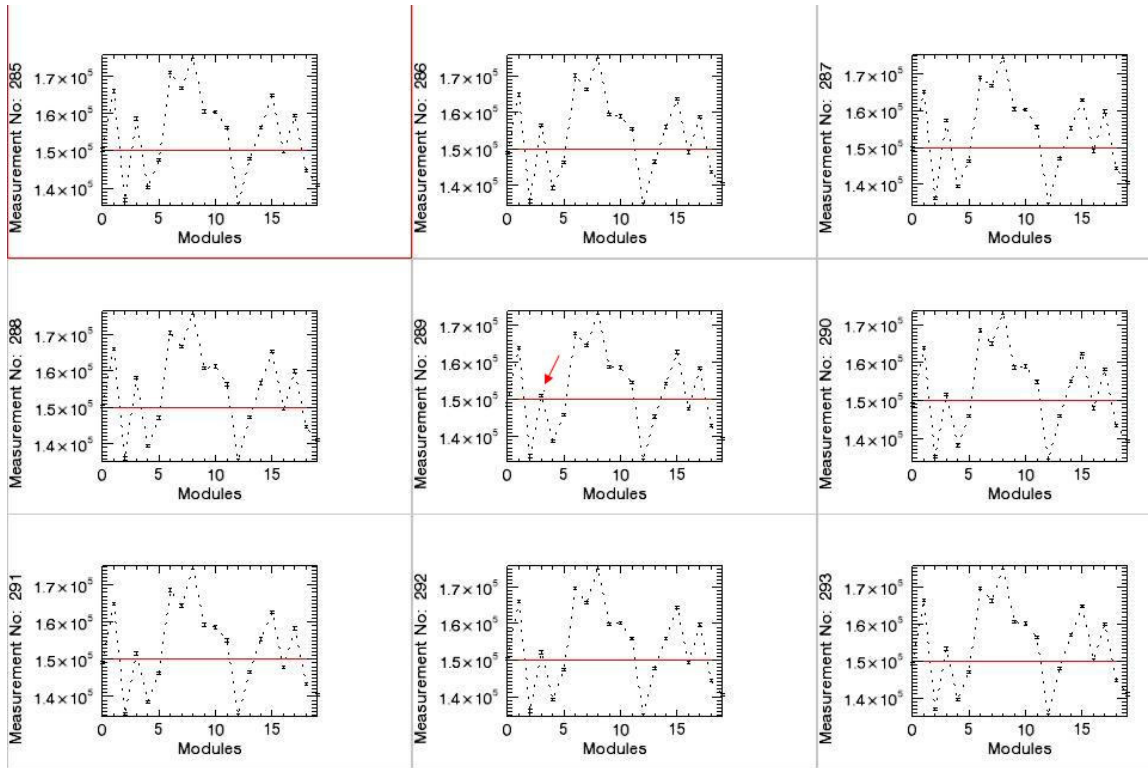 Measurement No: 285
1.7×10⁵
1.6×10⁵
1.5×10⁵
1.4×10⁵
0 5 10 15
Modules
Measurement No: 286
1.7×10⁵
1.6×10⁵
1.5×10⁵
1.4×10⁵
0 5 10 15
Modules
Measurement No: 287
1.7×10⁵
1.6×10⁵
1.5×10⁵
1.4×10⁵
0 5 10 15
Modules
Measurement No: 288
1.7×10⁵
1.6×10⁵
1.5×10⁵
1.4×10⁵
0 5 10 15
Modules
Measurement No: 289
1.7×10⁵
1.6×10⁵
1.5×10⁵
1.4×10⁵
0 5 10 15
Modules
Measurement No: 290
1.7×10⁵
1.6×10⁵
1.5×10⁵
1.4×10⁵
0 5 10 15
Modules
Measurement No: 291
1.7×10⁵
1.6×10⁵
1.5×10⁵
1.4×10⁵
0 5 10 15
Modules
Measurement No: 292
1.7×10⁵
1.6×10⁵
1.5×10⁵
1.4×10⁵
0 5 10 15
Modules
Measurement No: 293
1.7×10⁵
1.6×10⁵
1.5×10⁵
1.4×10⁵
0 5 10 15
Modules